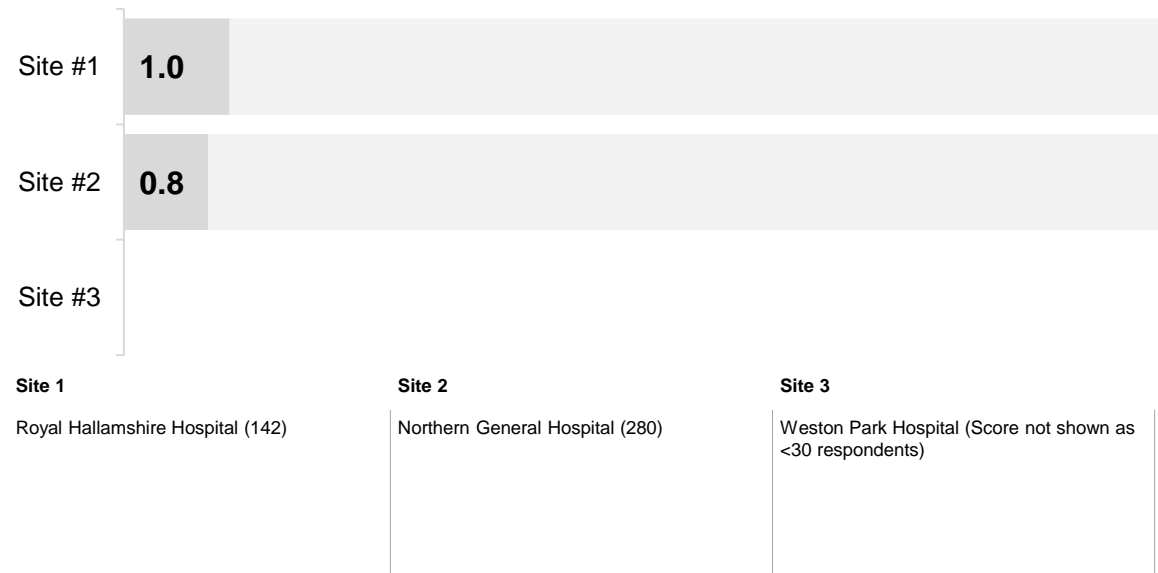 Site #1
1.0
Site #2
0.8
Site #3
Site 1
Royal Hallamshire Hospital (142)
Site 2
Northern General Hospital (280)
Site 3
Weston Park Hospital (Score not shown as
<30 respondents)